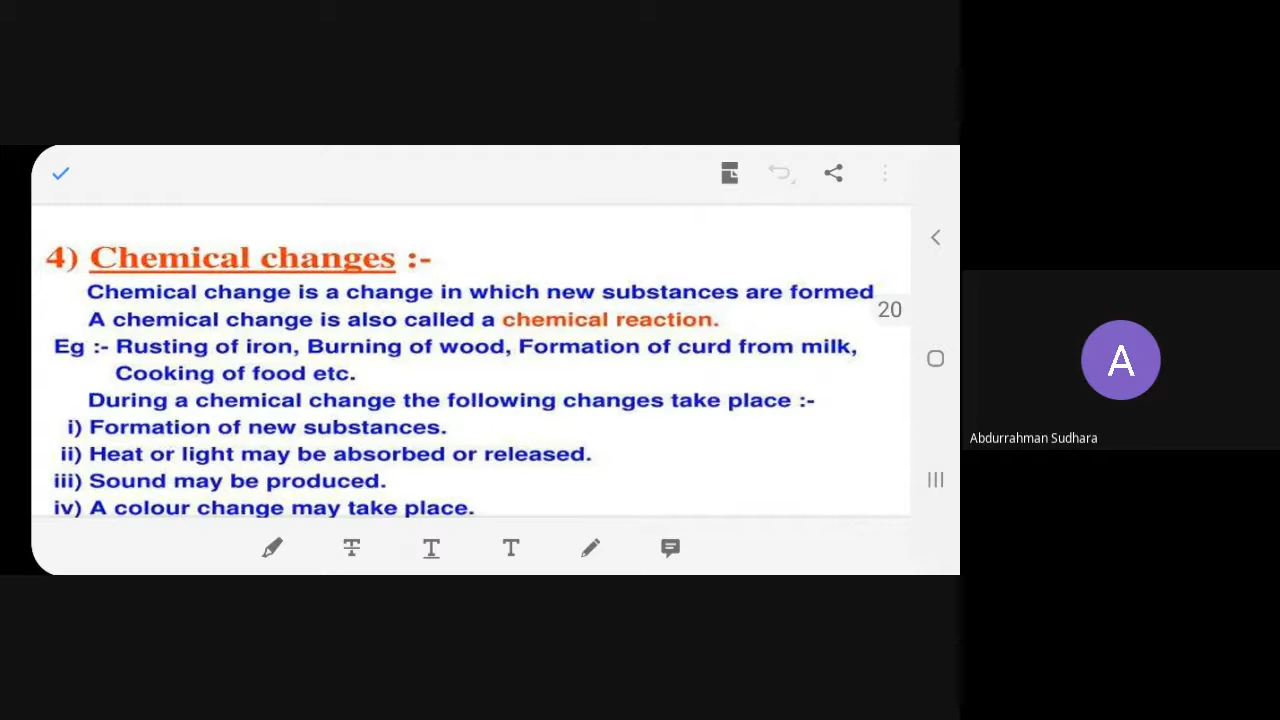 4) Chemical changes :-
Chemical change is a change in which new substances are formed
20
A chemical change is also called a chemical reaction.
Eg :- Rusting of iron, Burning of wood, Formation of curd from milk,
Cooking of food etc.
During a chemical change the following changes take place :-
i) Formation of new substances.
ii) Heat or light may be absorbed or released.
iii) Sound may be produced.
iv) A colour change may take place.
A
Abdurrahman Sudhara